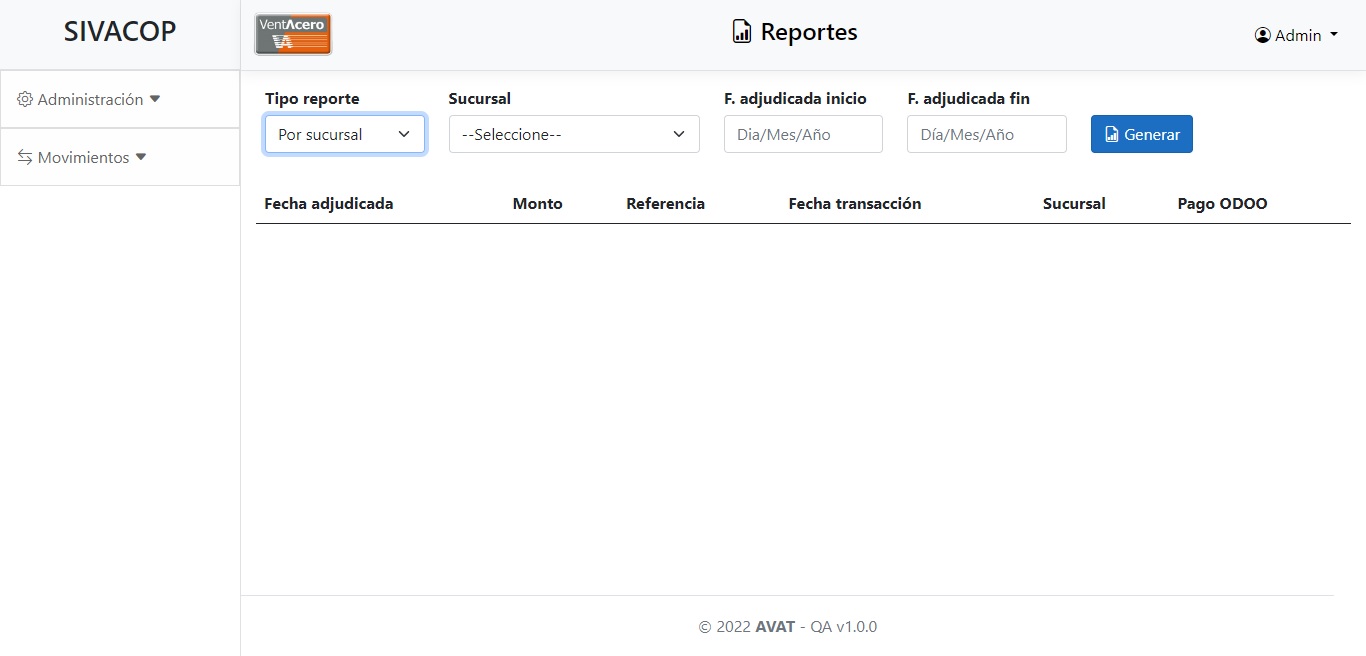 SIVACOP
VentAcero
VA
Reportes
Admin
Administración
Movimientos
Tipo reporte
Sucursal
F. adjudicada inicio
F. adjudicada fin
Por sucursal
--Seleccione--
Dia/Mes/Año
Día/Mes/Año
Generar
Fecha adjudicada
Monto
Referencia
Fecha transacción
Sucursal
Pago ODOO
© 2022 AVAT - QA v1.0.0